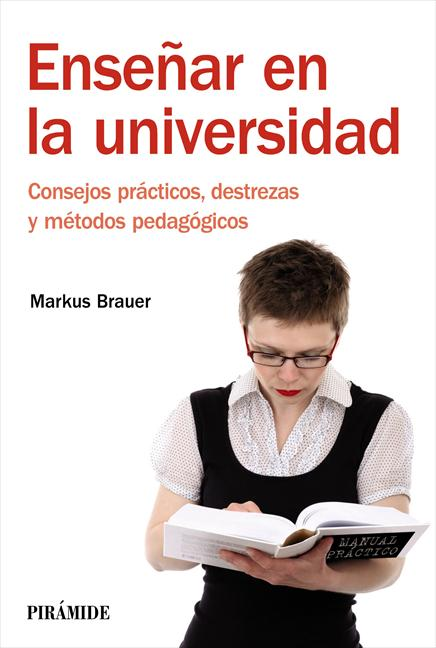 Enseñar en
la universidad
Consejos prácticos, destrezas
y métodos pedagógicos
Markus Brauer
MANUAL
PRÁCTICO
PIRÁMIDE